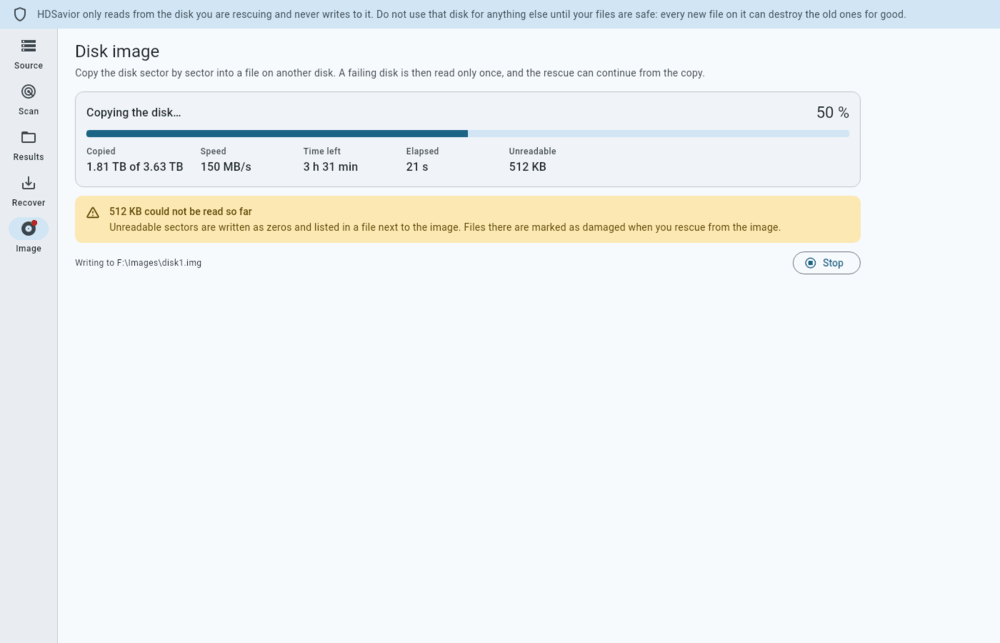 HDSavior only reads from the disk you are rescuing and never writes to it. Do not use that disk for anything else until your files are safe: every new file on it can destroy the old ones for good.
Source
Scan
Results
Recover
Image
Disk image
Copy the disk sector by sector into a file on another disk. A failing disk is then read only once, and the rescue can continue from the copy.
Copying the disk… 50 %
Copied Speed Time left Elapsed Unreadable
1.81 TB of 3.63 TB 150 MB/s 3 h 31 min 21 s 512 KB
512 KB could not be read so far
Unreadable sectors are written as zeros and listed in a file next to the image. Files there are marked as damaged when you rescue from the image.
Writing to F:\Images\disk1.img
Stop